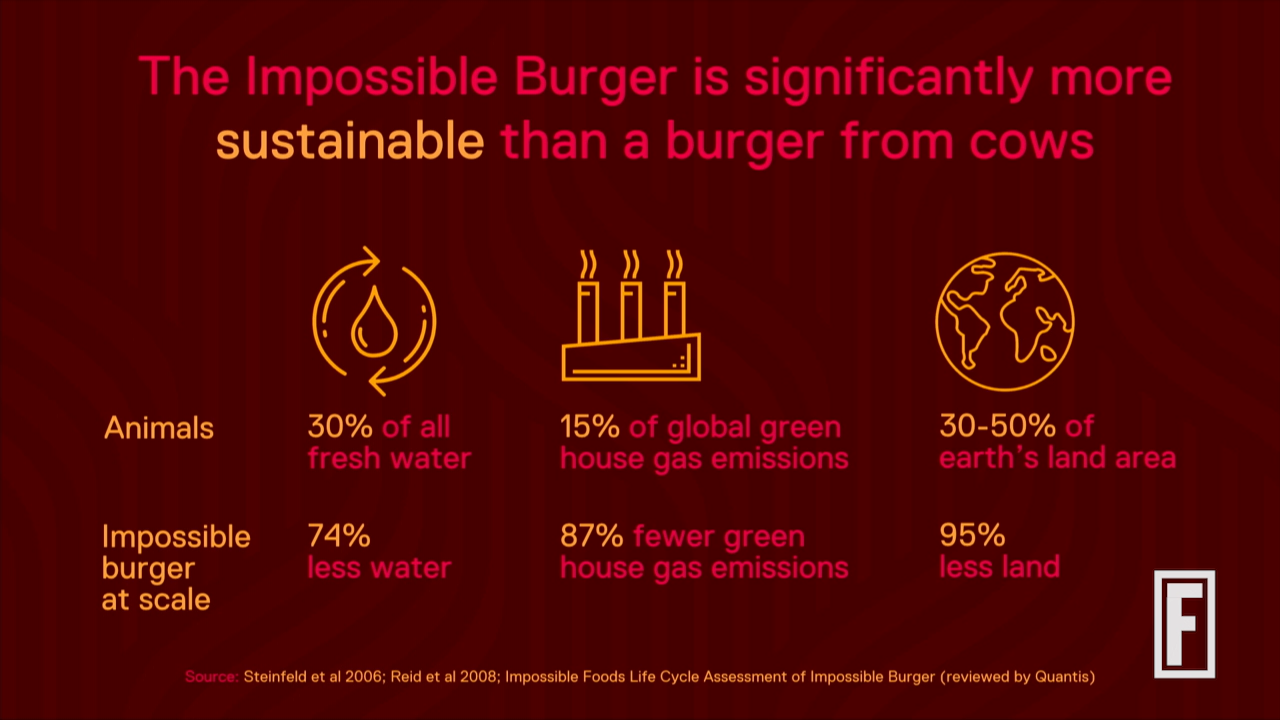 The Impossible Burger is significantly more
sustainable than a burger from cows
Animals
30% of all
fresh water
15% of global green
house gas emissions
30-50% of
earth's land area
Impossible
burger
at scale
74%
less water
87% fewer green
house gas emissions
95%
less land
F
Source: Steinfeld et al 2006; Reid et al 2008; Impossible Foods Life Cycle Assessment of Impossible Burger (reviewed by Quantis)